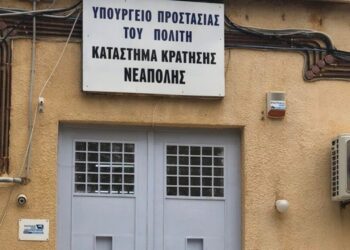 ΥΠΟΥΡΓΕΙΟ ΠΡΟΣΤΑΣΙΑΣ
ΤΟΥ ΠΟΛΙΤΗ
ΚΑΤΑΣΤΗΜΑ ΚΡΑΤΗΣΗΣ
ΝΕΑΠΟΛΗΣ